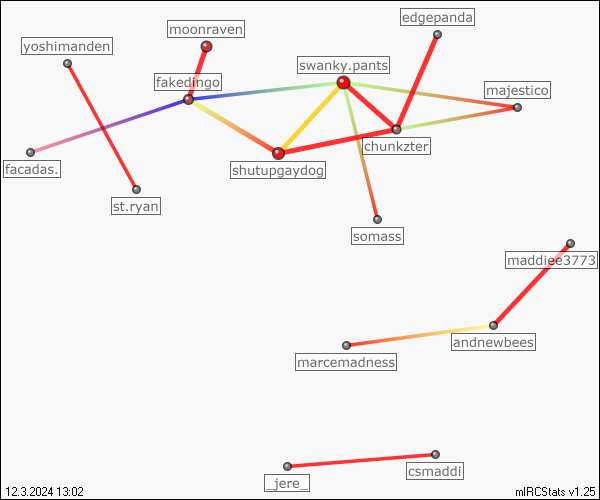 edgepanda
moonraven
yoshimanden
swanky.pants
fakedingo
majestico
chunkzter
facadas.
shutupgaydog
st.ryan
somass
maddiee3773
andnewbees
marcemadness
csmaddi
_jere_
12.3.2024 13:02
mIRCStats v1.25